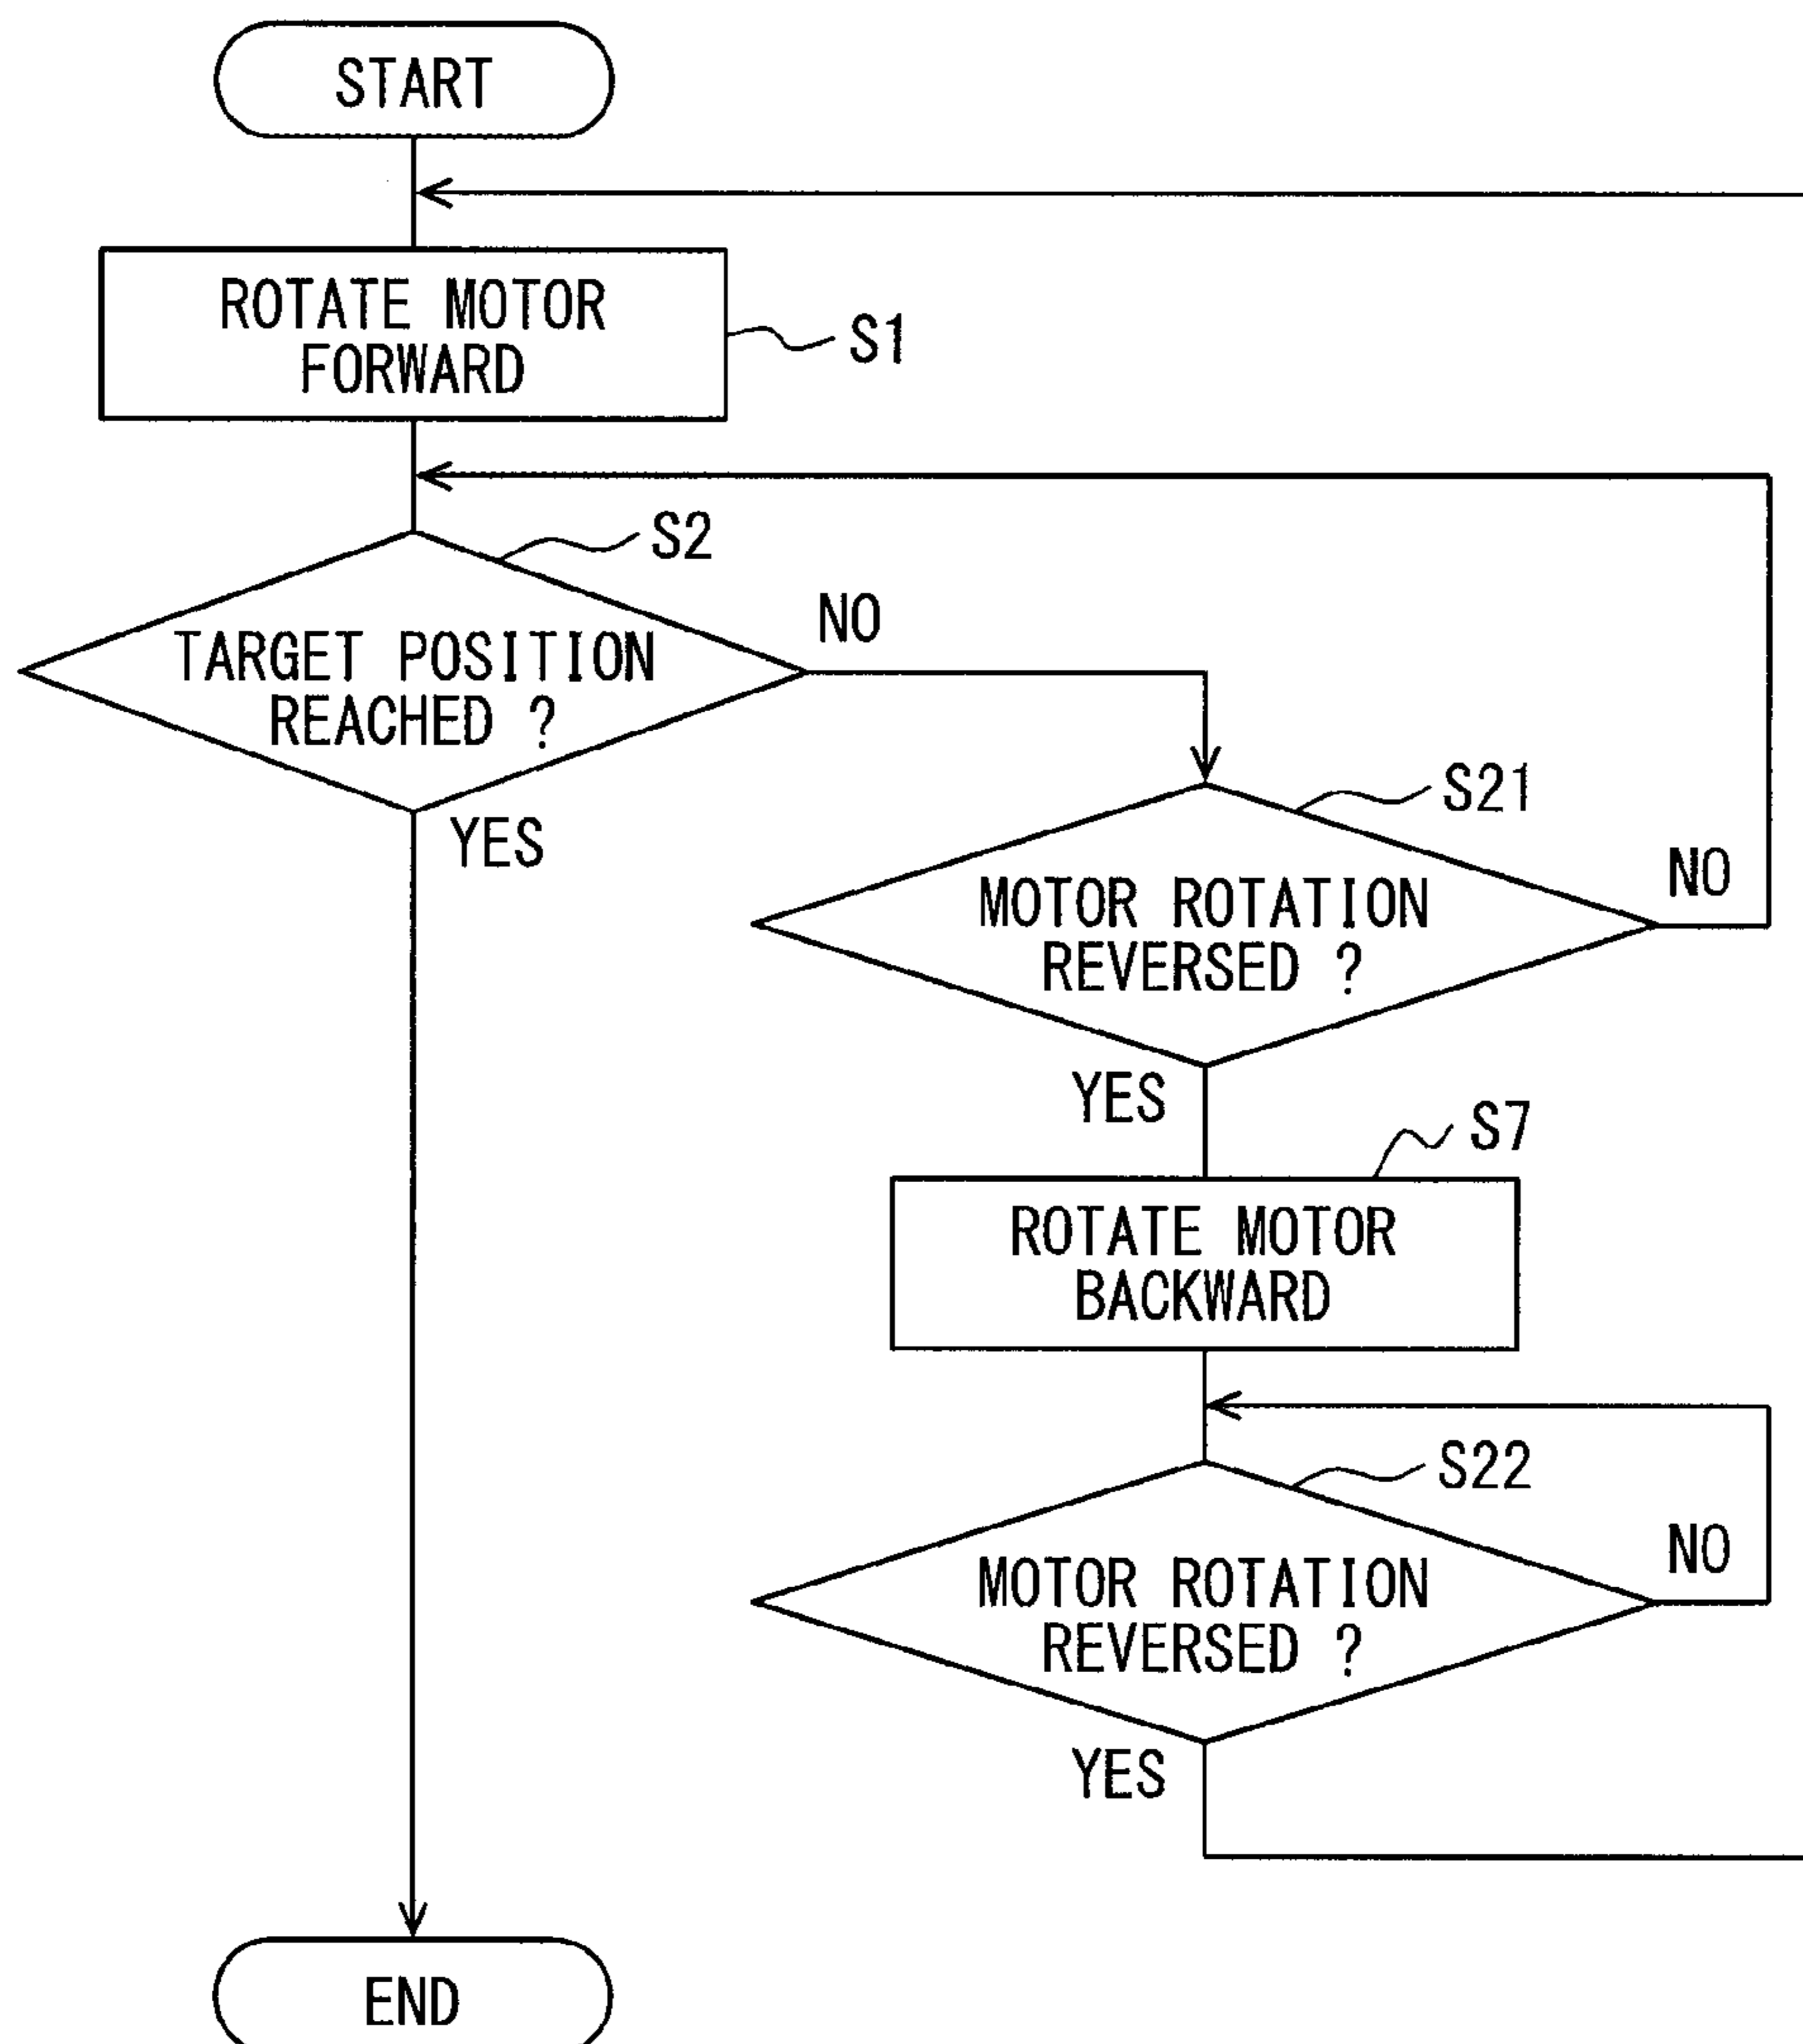 START
ROTATE MOTOR
FORWARD
S1
S2
TARGET POSITION
REACHED ?
NO
YES
S21
MOTOR ROTATION
REVERSED ?
NO
YES
S7
ROTATE MOTOR
BACKWARD
S22
MOTOR ROTATION
REVERSED ?
NO
YES
END